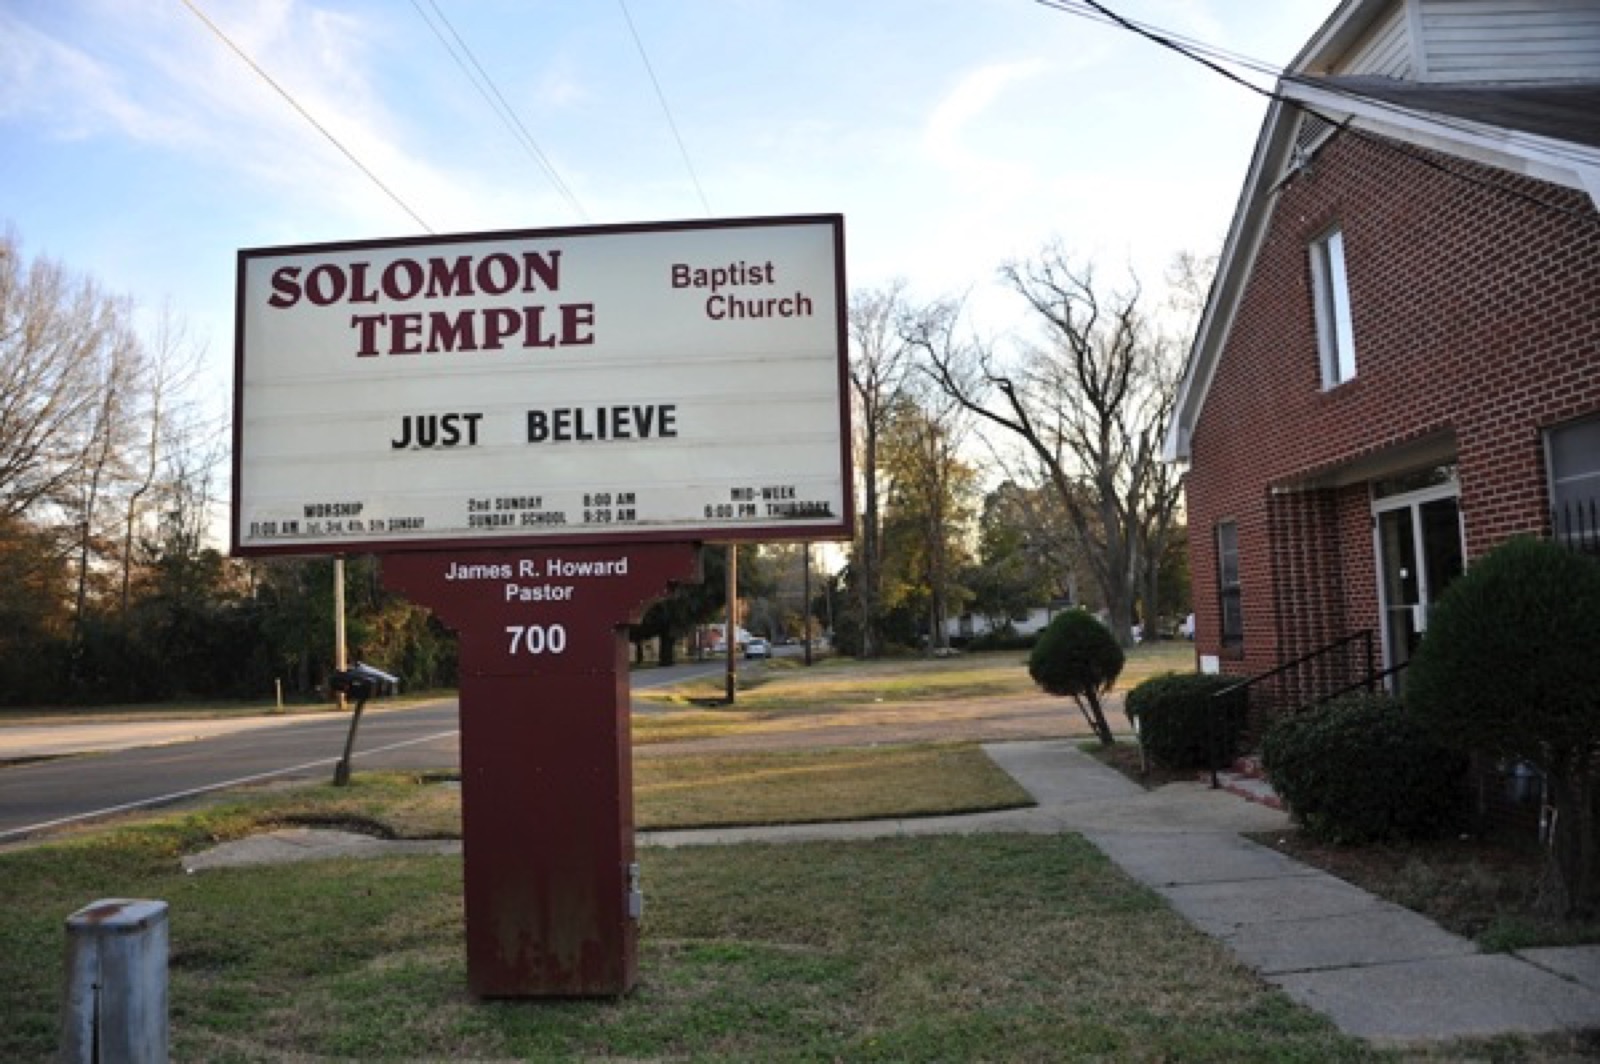 SOLOMON
TEMPLE
Baptist
Church
JUST BELIEVE
WORSHIP
11:00 AM 1st, 3rd, 4th, 5th SUNDAY
2nd SUNDAY 8:00 AM
SUNDAY SCHOOL 9:20 AM
MID-WEEK
6:00 PM THURSDAY
James R. Howard
Pastor
700